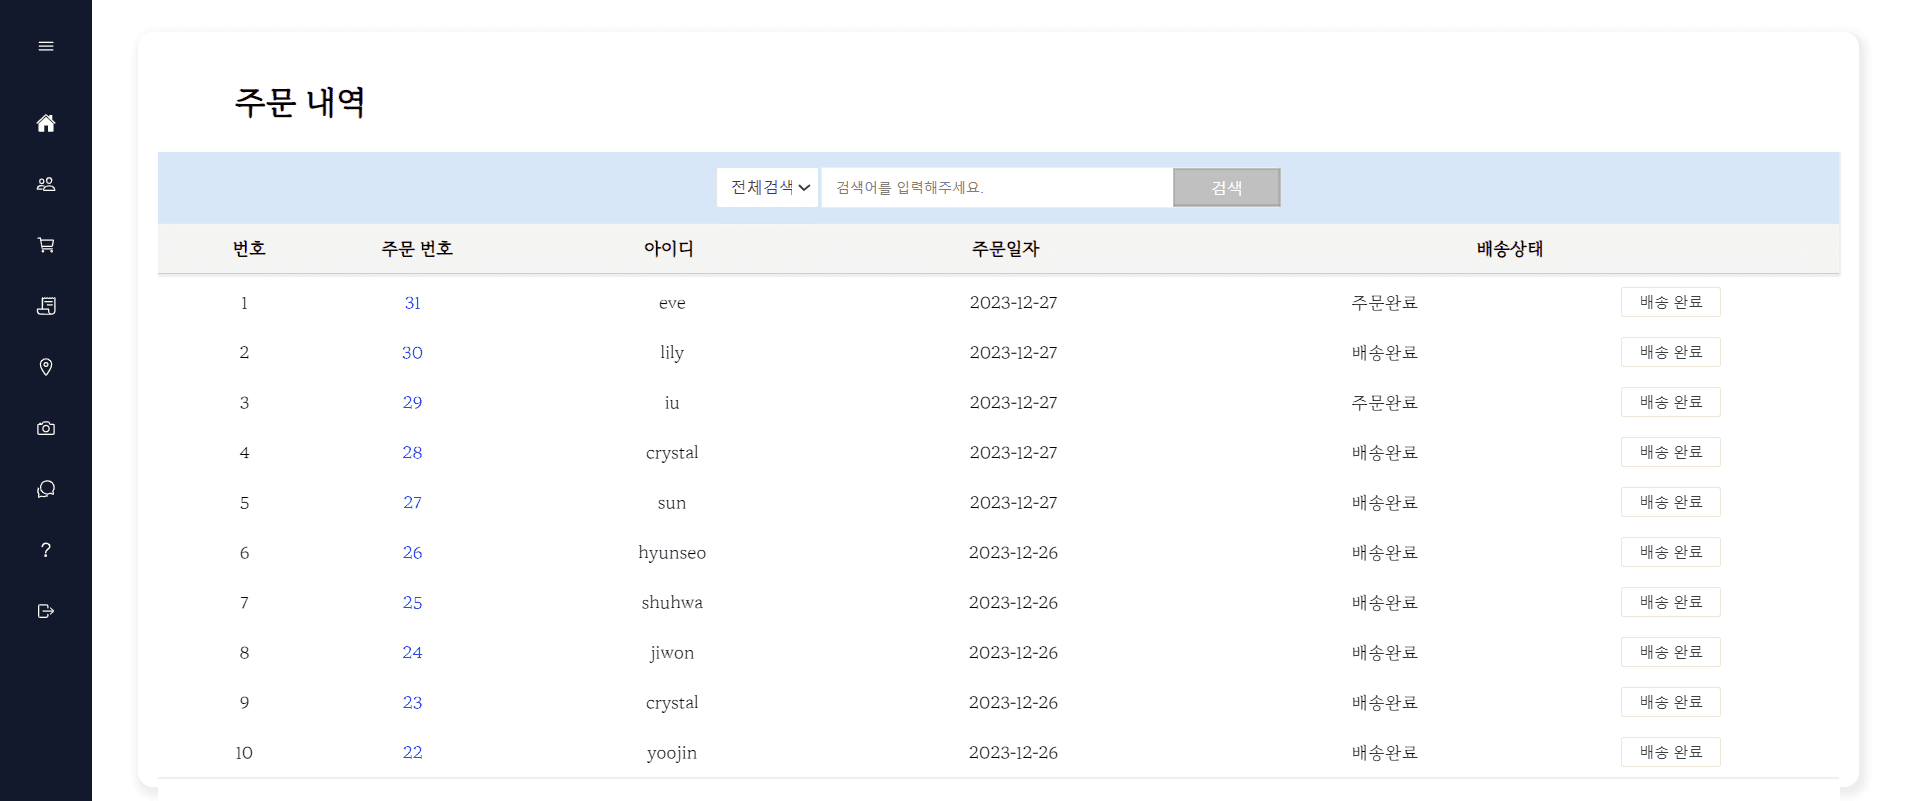 주문 내역
전체검색 검색어를 입력해주세요. 검색
번호 주문 번호 아이디 주문일자 배송상태
1 31 eve 2023-12-27 주문완료 배송 완료
2 30 lily 2023-12-27 배송완료 배송 완료
3 29 iu 2023-12-27 주문완료 배송 완료
4 28 crystal 2023-12-27 배송완료 배송 완료
5 27 sun 2023-12-27 배송완료 배송 완료
6 26 hyunseo 2023-12-26 배송완료 배송 완료
7 25 shuhwa 2023-12-26 배송완료 배송 완료
8 24 jiwon 2023-12-26 배송완료 배송 완료
9 23 crystal 2023-12-26 배송완료 배송 완료
10 22 yoojin 2023-12-26 배송완료 배송 완료